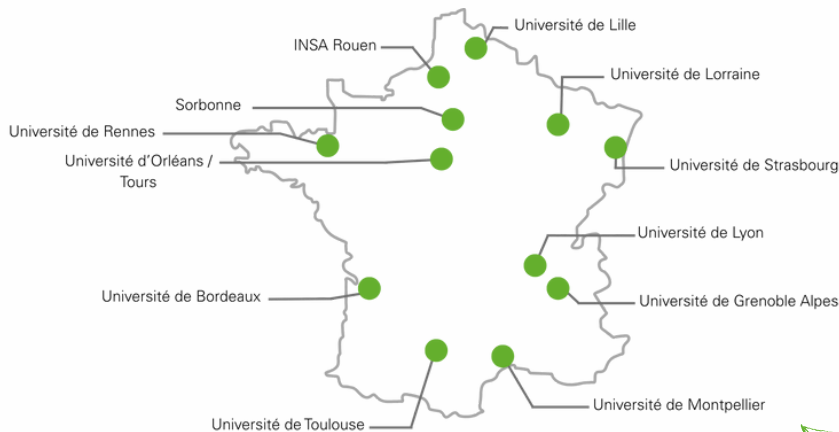 Université de Lille
INSA Rouen
Université de Lorraine
Sorbonne
Université de Rennes
Université d'Orléans /
Tours
Université de Strasbourg
Université de Lyon
Université de Bordeaux
Université de Grenoble Alpes
Université de Montpellier
Université de Toulouse